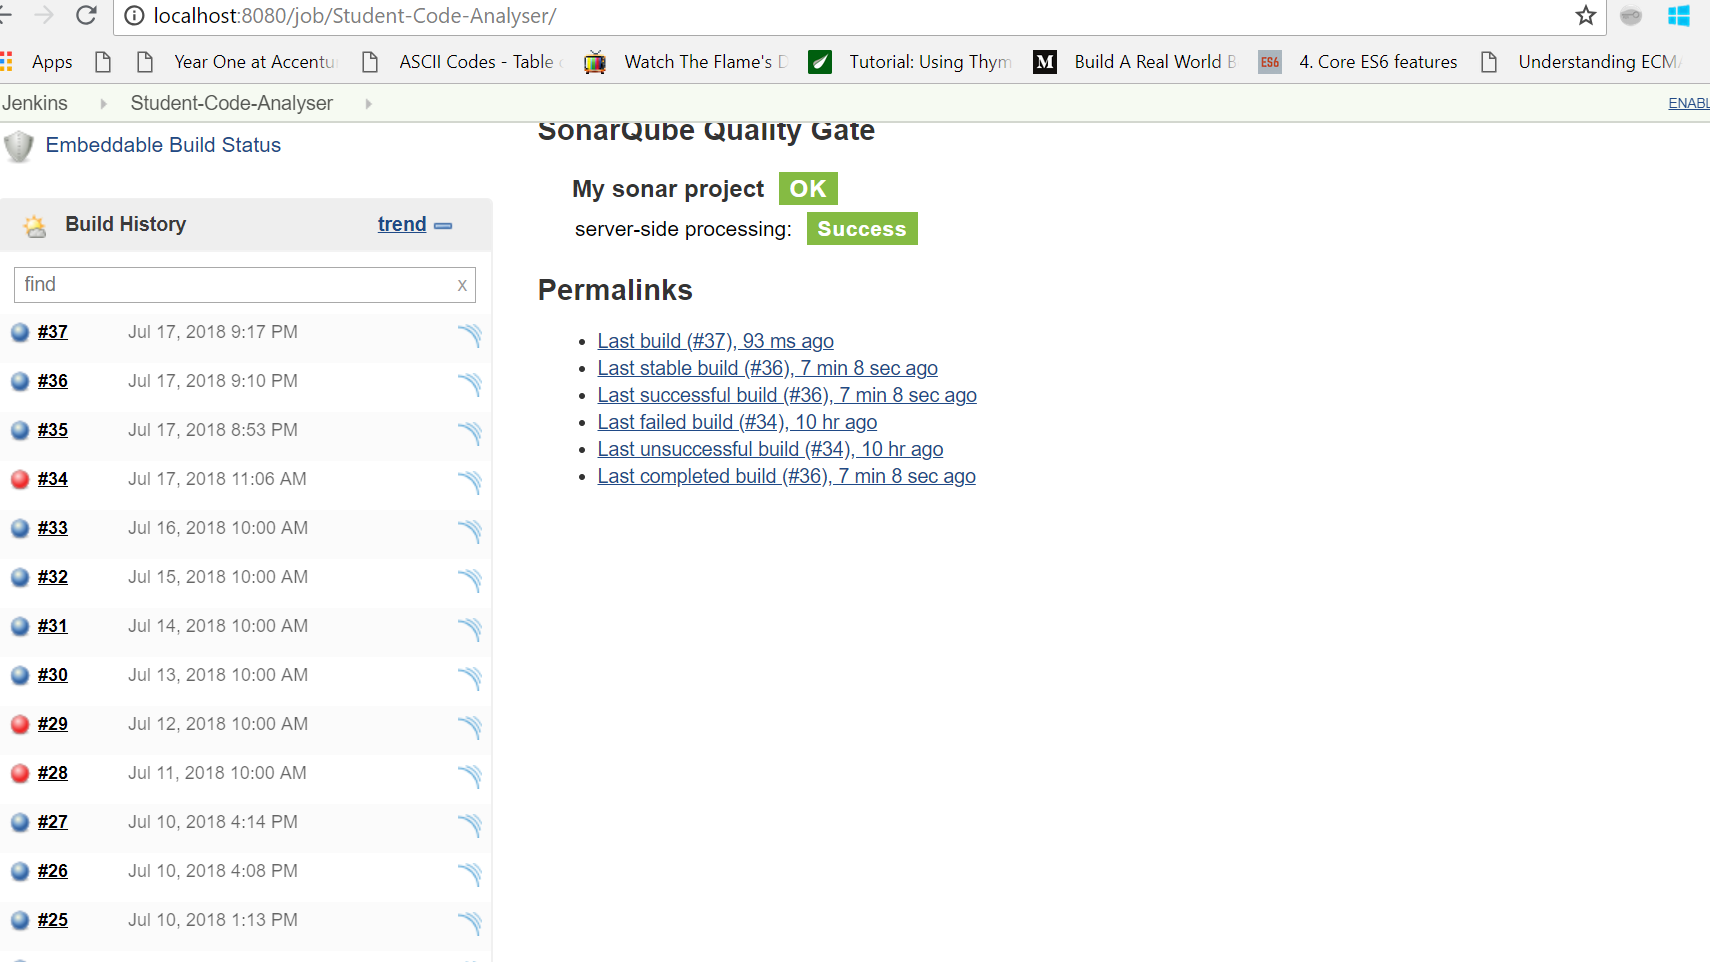 localhost:8080/job/Student-Code-Analyser/
Apps Year One at Accentu ASCII Codes - Table Watch The Flame's D Tutorial: Using Thym M Build A Real World B ES6 4. Core ES6 features Understanding ECMA
Jenkins Student-Code-Analyser ENABL
Embeddable Build Status
Build History trend
find x
#37 Jul 17, 2018 9:17 PM
#36 Jul 17, 2018 9:10 PM
#35 Jul 17, 2018 8:53 PM
#34 Jul 17, 2018 11:06 AM
#33 Jul 16, 2018 10:00 AM
#32 Jul 15, 2018 10:00 AM
#31 Jul 14, 2018 10:00 AM
#30 Jul 13, 2018 10:00 AM
#29 Jul 12, 2018 10:00 AM
#28 Jul 11, 2018 10:00 AM
#27 Jul 10, 2018 4:14 PM
#26 Jul 10, 2018 4:08 PM
#25 Jul 10, 2018 1:13 PM
SonarQube Quality Gate
My sonar project OK
server-side processing: Success
Permalinks
Last build (#37), 93 ms ago
Last stable build (#36), 7 min 8 sec ago
Last successful build (#36), 7 min 8 sec ago
Last failed build (#34), 10 hr ago
Last unsuccessful build (#34), 10 hr ago
Last completed build (#36), 7 min 8 sec ago